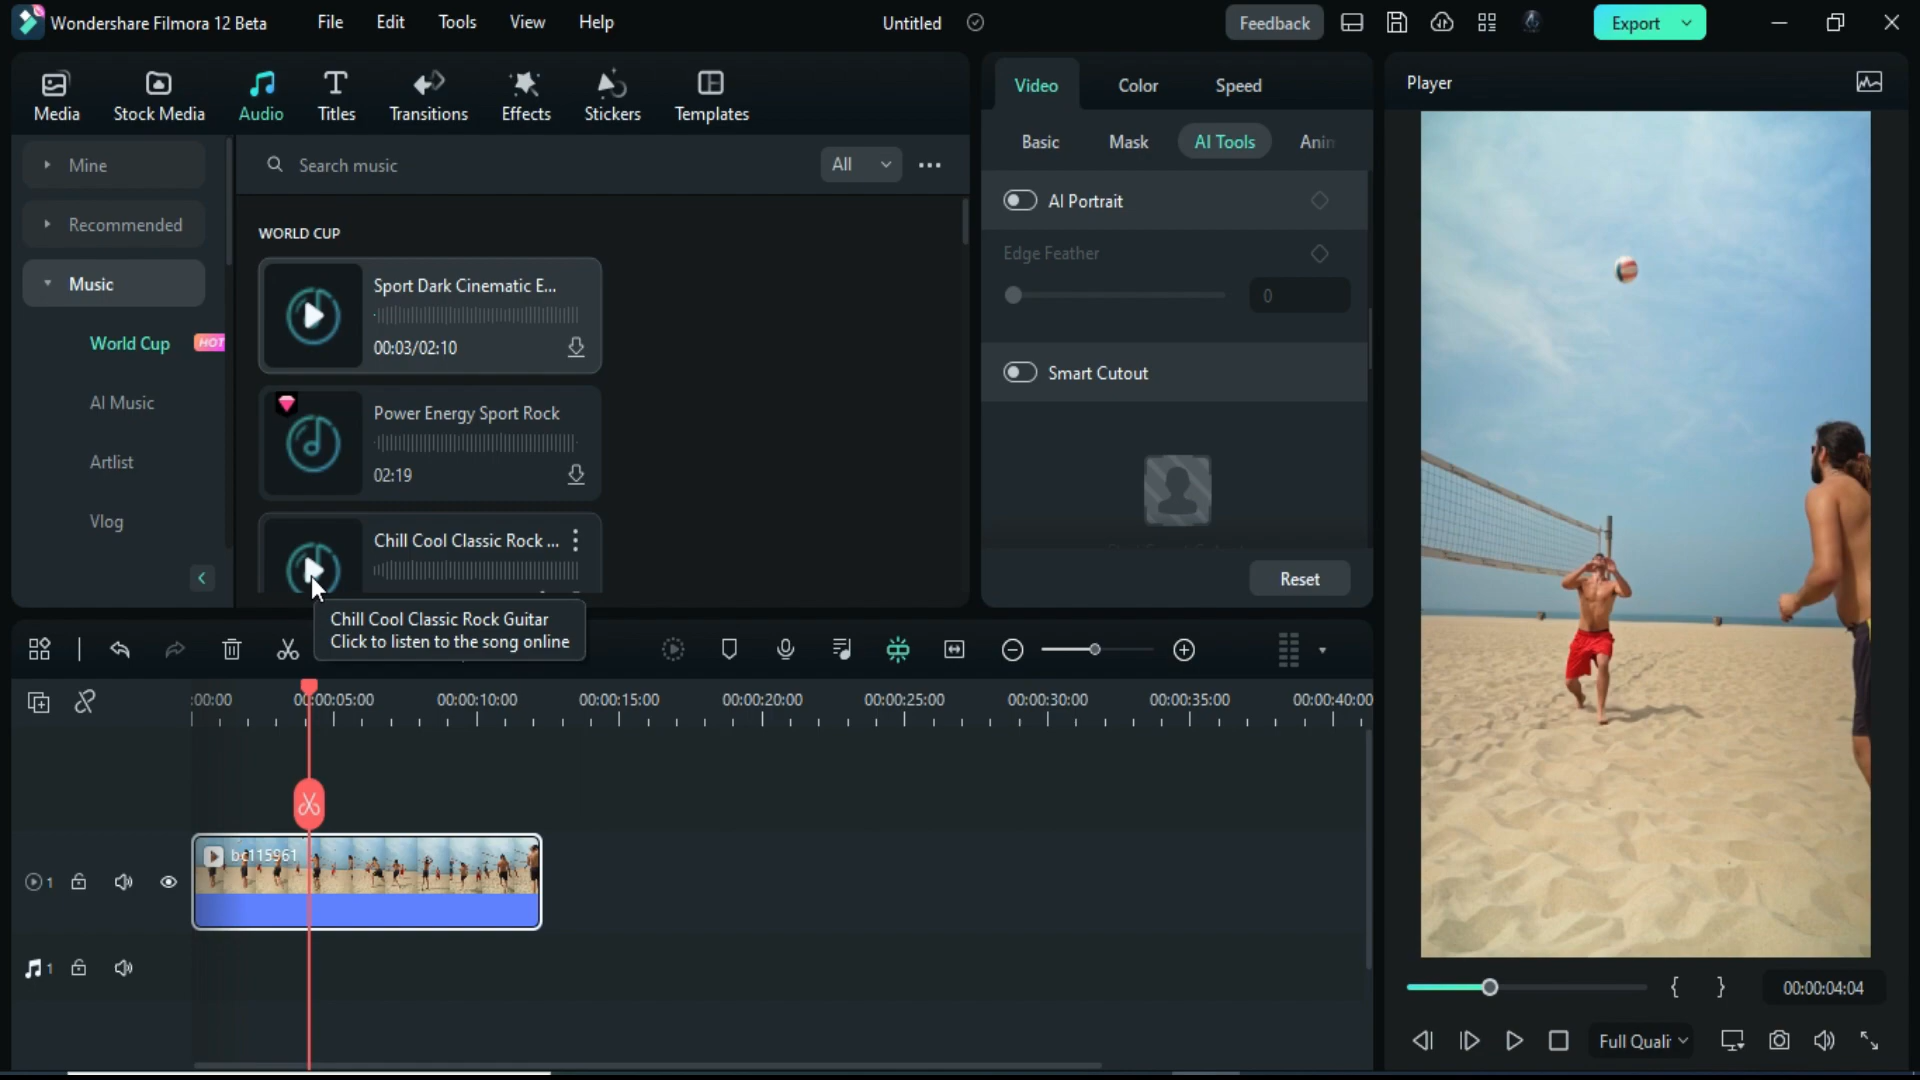 Wondershare Filmora 12 Beta
File
Edit
Tools
View
Help
Untitled
Feedback
Export
Media
Stock Media
Audio
Titles
Transitions
Effects
Stickers
Templates
Mine
Recommended
Music
World Cup
HOT
AI Music
Artlist
Vlog
Search music
All
WORLD CUP
Sport Dark Cinematic E...
00:03/02:10
Power Energy Sport Rock
02:19
Chill Cool Classic Rock ...
Chill Cool Classic Rock Guitar
Click to listen to the song online
Video
Color
Speed
Basic
Mask
AI Tools
Anim
AI Portrait
Edge Feather
0
Smart Cutout
Reset
Player
00:00:04:04
Full Quali
:00:00
00:00:05:00
00:00:10:00
00:00:15:00
00:00:20:00
00:00:25:00
00:00:30:00
00:00:35:00
00:00:40:00
bc115961
1
1